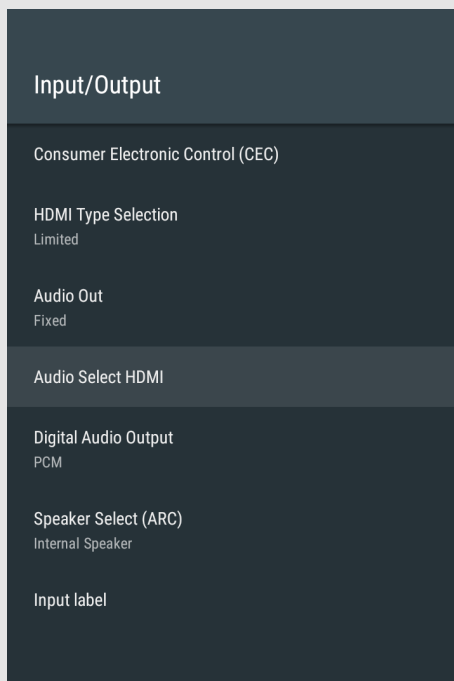 Input/Output
Consumer Electronic Control (CEC)
HDMI Type Selection
Limited
Audio Out
Fixed
Audio Select HDMI
Digital Audio Output
PCM
Speaker Select (ARC)
Internal Speaker
Input label